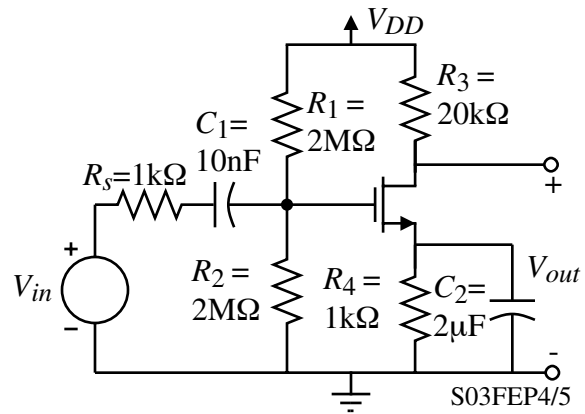 V_DD
R_3 =
20kΩ
R_1 =
2MΩ
C_1=
10nF
R_s=1kΩ
+
+
V_in
-
R_2 =
2MΩ
R_4 =
1kΩ
C_2=
2μF
V_out
-
S03FEP4/5